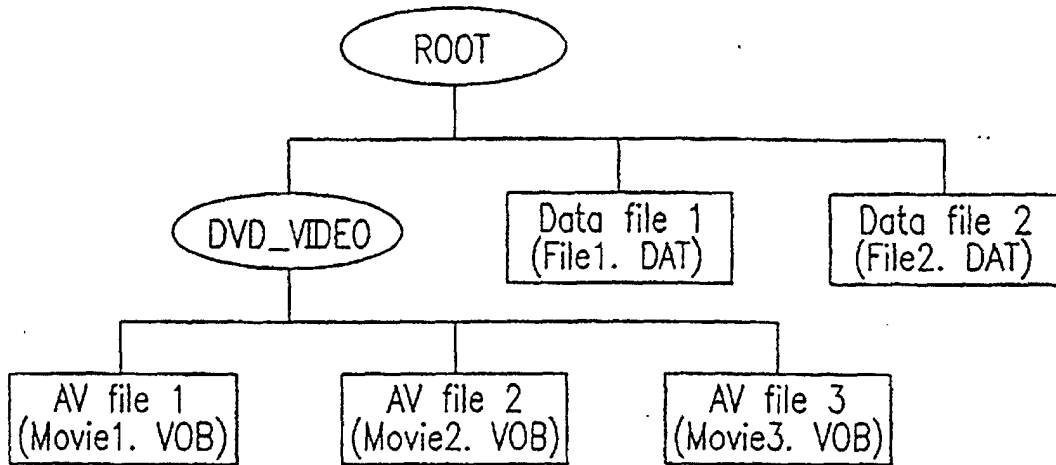 ROOT
DVD_VIDEO
Data file 1
(File1. DAT)
Data file 2
(File2. DAT)
AV file 1
(Movie1. VOB)
AV file 2
(Movie2. VOB)
AV file 3
(Movie3. VOB)